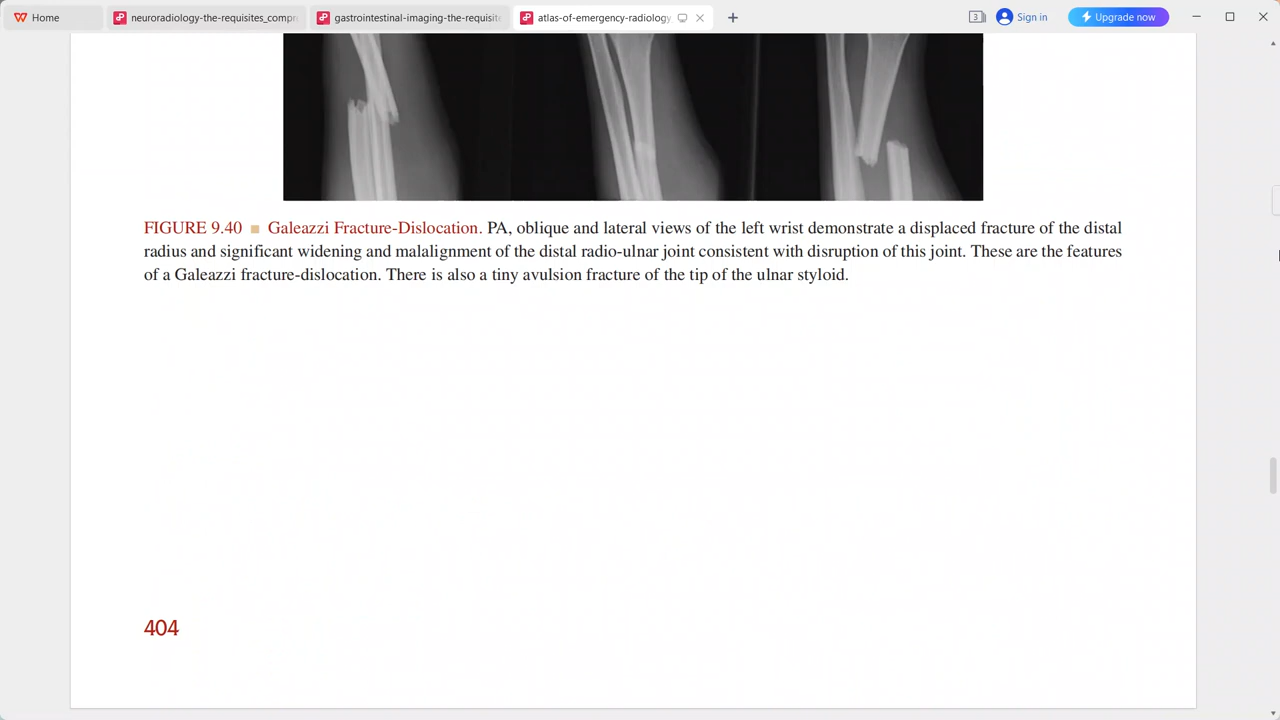 Home neuroradiology-the-requisite_compr gastrointestinal-imaging-the-requisite atlas-of-emergency-radiology 3 Sign in Upgrade now
FIGURE 9.40 ■ Galeazzi Fracture-Dislocation. PA, oblique and lateral views of the left wrist demonstrate a displaced fracture of the distal
radius and significant widening and malalignment of the distal radio-ulnar joint consistent with disruption of this joint. These are the features
of a Galeazzi fracture-dislocation. There is also a tiny avulsion fracture of the tip of the ulnar styloid.
404